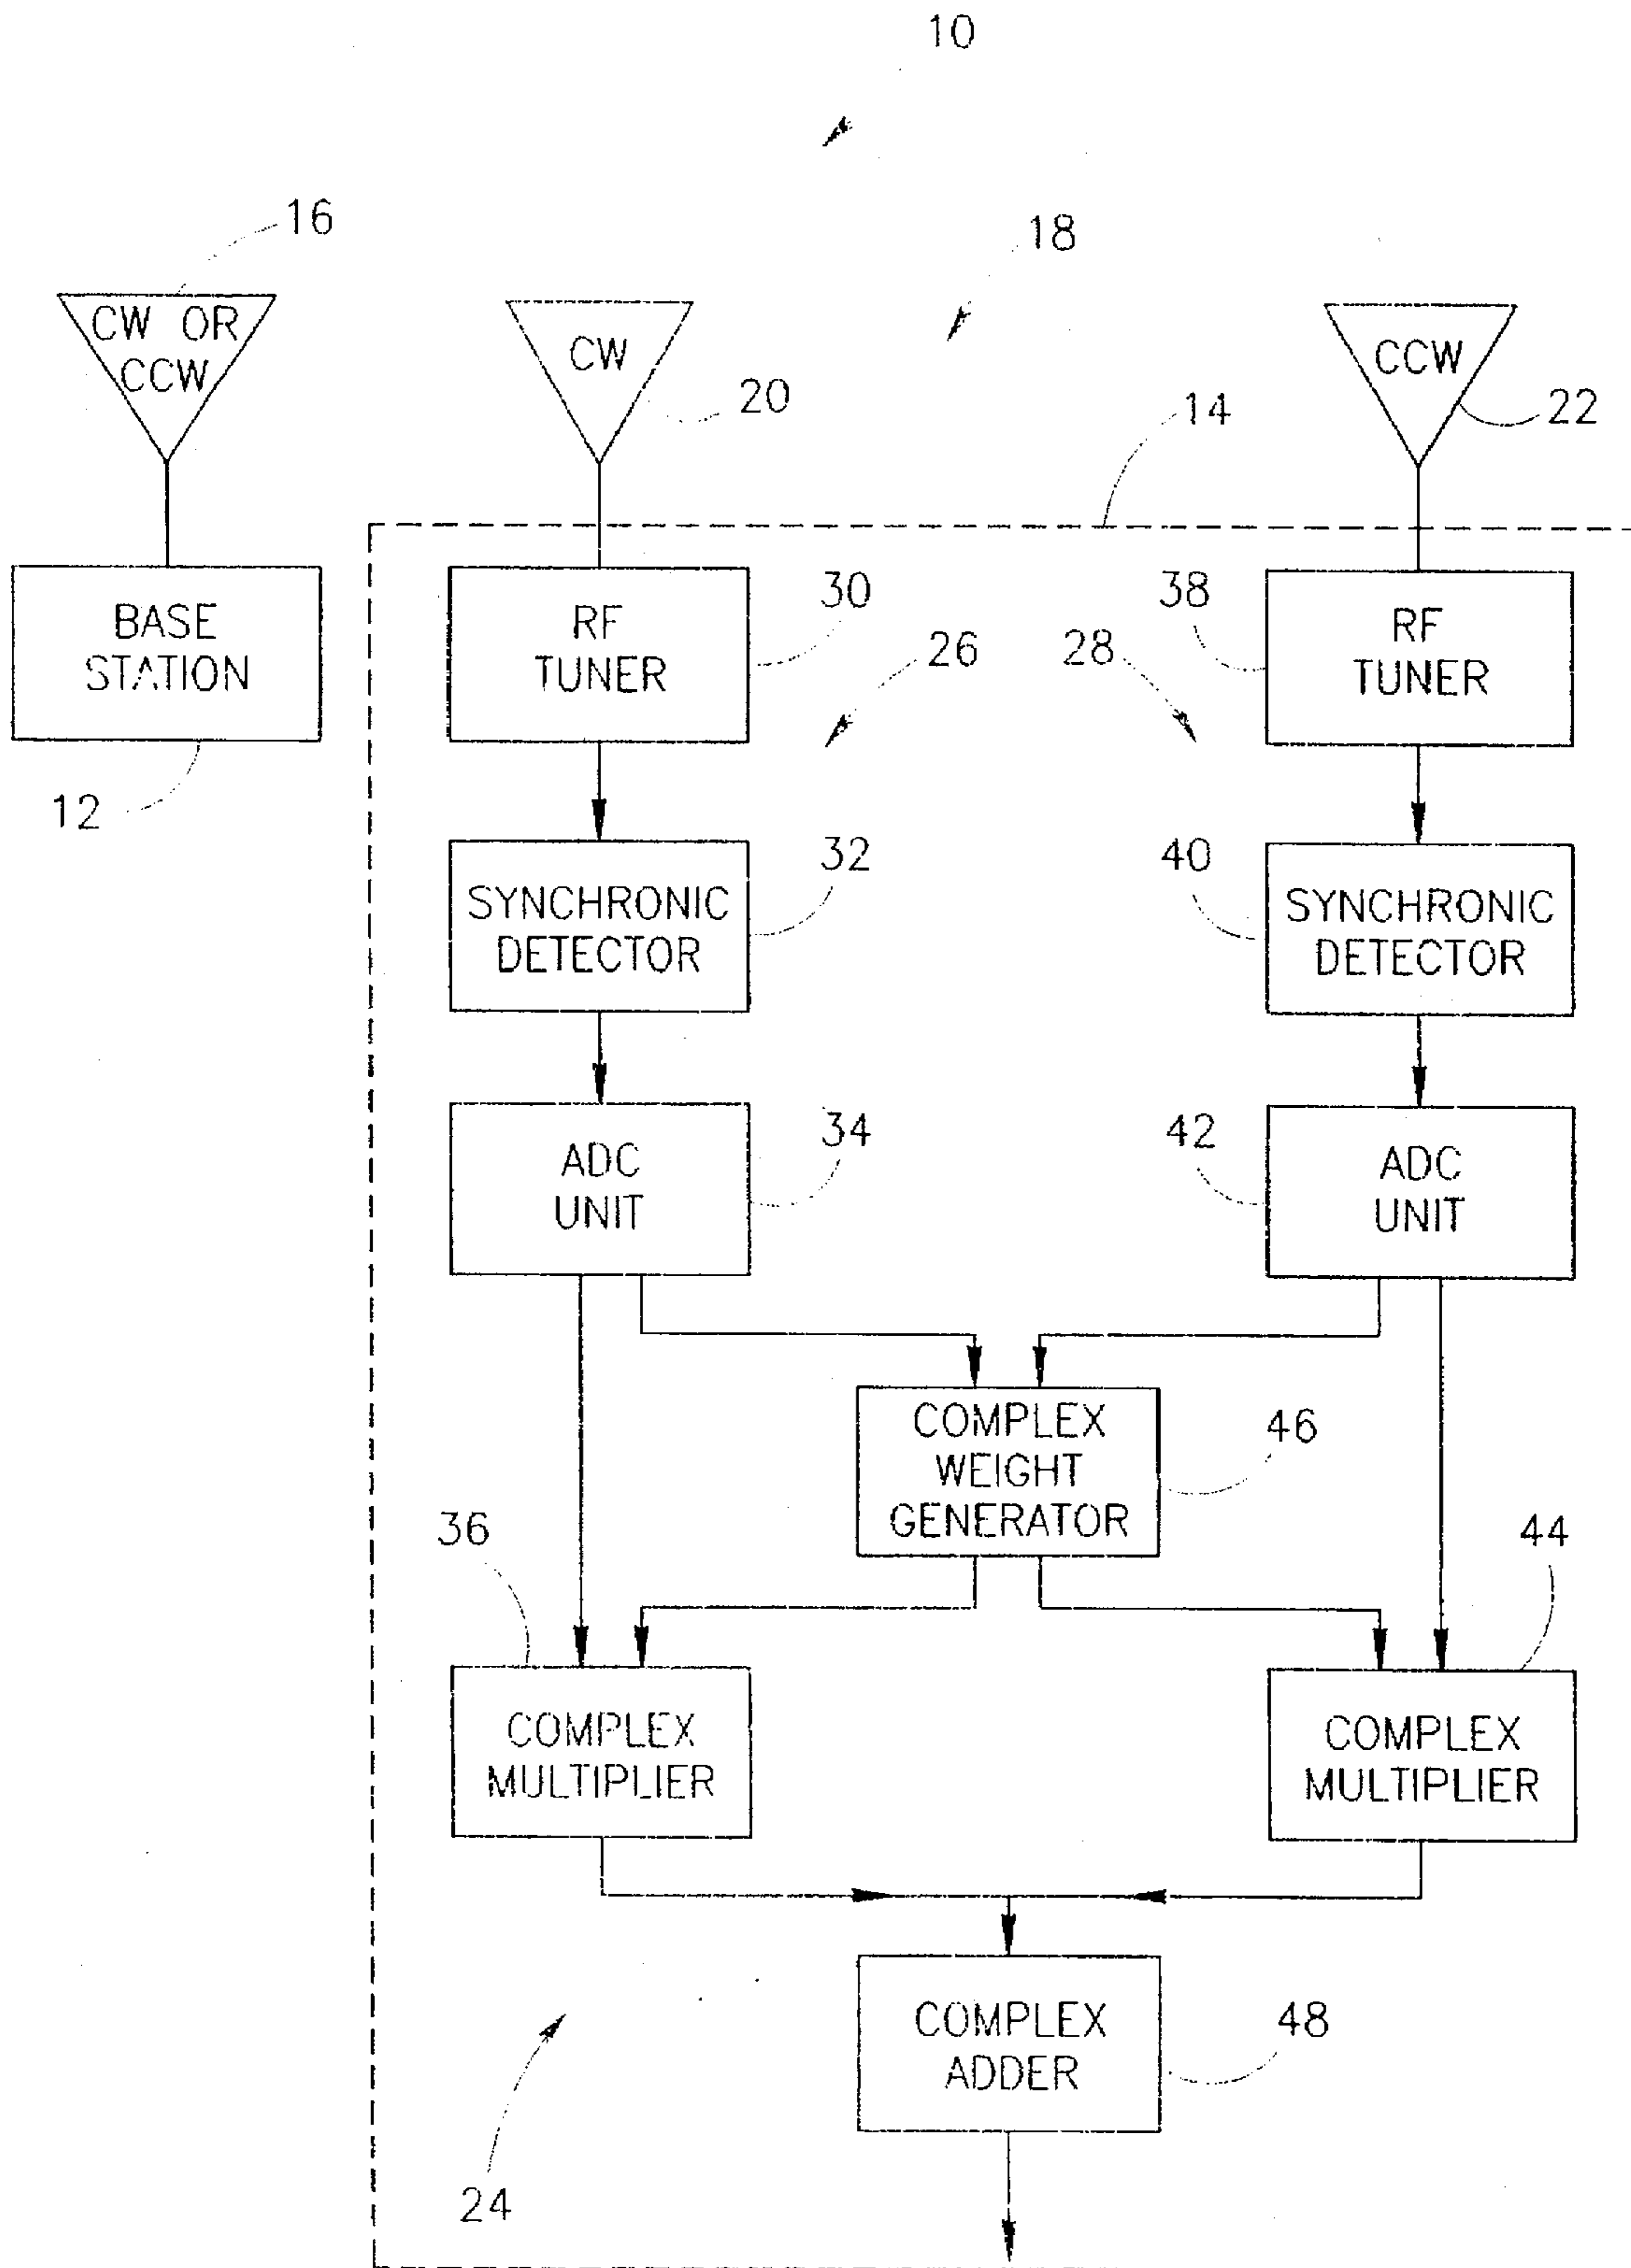 10
16
18
CW OR
CCW
CW
CCW
20
14
22
BASE
STATION
RF
TUNER
30
26
28
38
RF
TUNER
12
SYNCHRONIC
DETECTOR
32
40
SYNCHRONIC
DETECTOR
ADC
UNIT
34
42
ADC
UNIT
COMPLEX
WEIGHT
GENERATOR
46
36
44
COMPLEX
MULTIPLIER
COMPLEX
MULTIPLIER
COMPLEX
ADDER
48
24